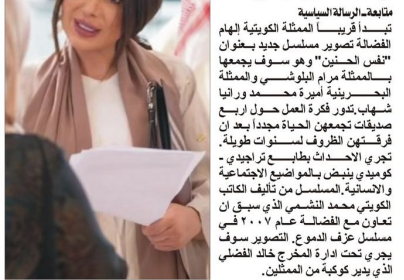 متابعة_الرسالة السياسية
تبدأ قريباً الممثلة الكويتية إلهام
الفضالة تصوير مسلسل جديد بعنوان
"نفس الحنين" وهو سوف يجمعها
بالممثلة مرام البلوشي والممثلة
البحرينية أميرة محمد ورانيا
شهاب.تدور فكرة العمل حول اربع
صديقات تجمعهن الحياة مجدداً بعد ان
فرقتهن الظروف لسنوات طويلة.
تجري الاحداث بطابع تراجيدي-
كوميدي ينبض بالمواضيع الاجتماعية
والانسانية.المسلسل من تأليف الكاتب
الكويتي محمد النشمي الذي سبق ان
تعاون مع الفضالة عام ٢٠٠٧ في
مسلسل عزف الدموع. التصوير سوف
يجري تحت ادارة المخرج خالد الفضلي
الذي يدير كوكبة من الممثلين.